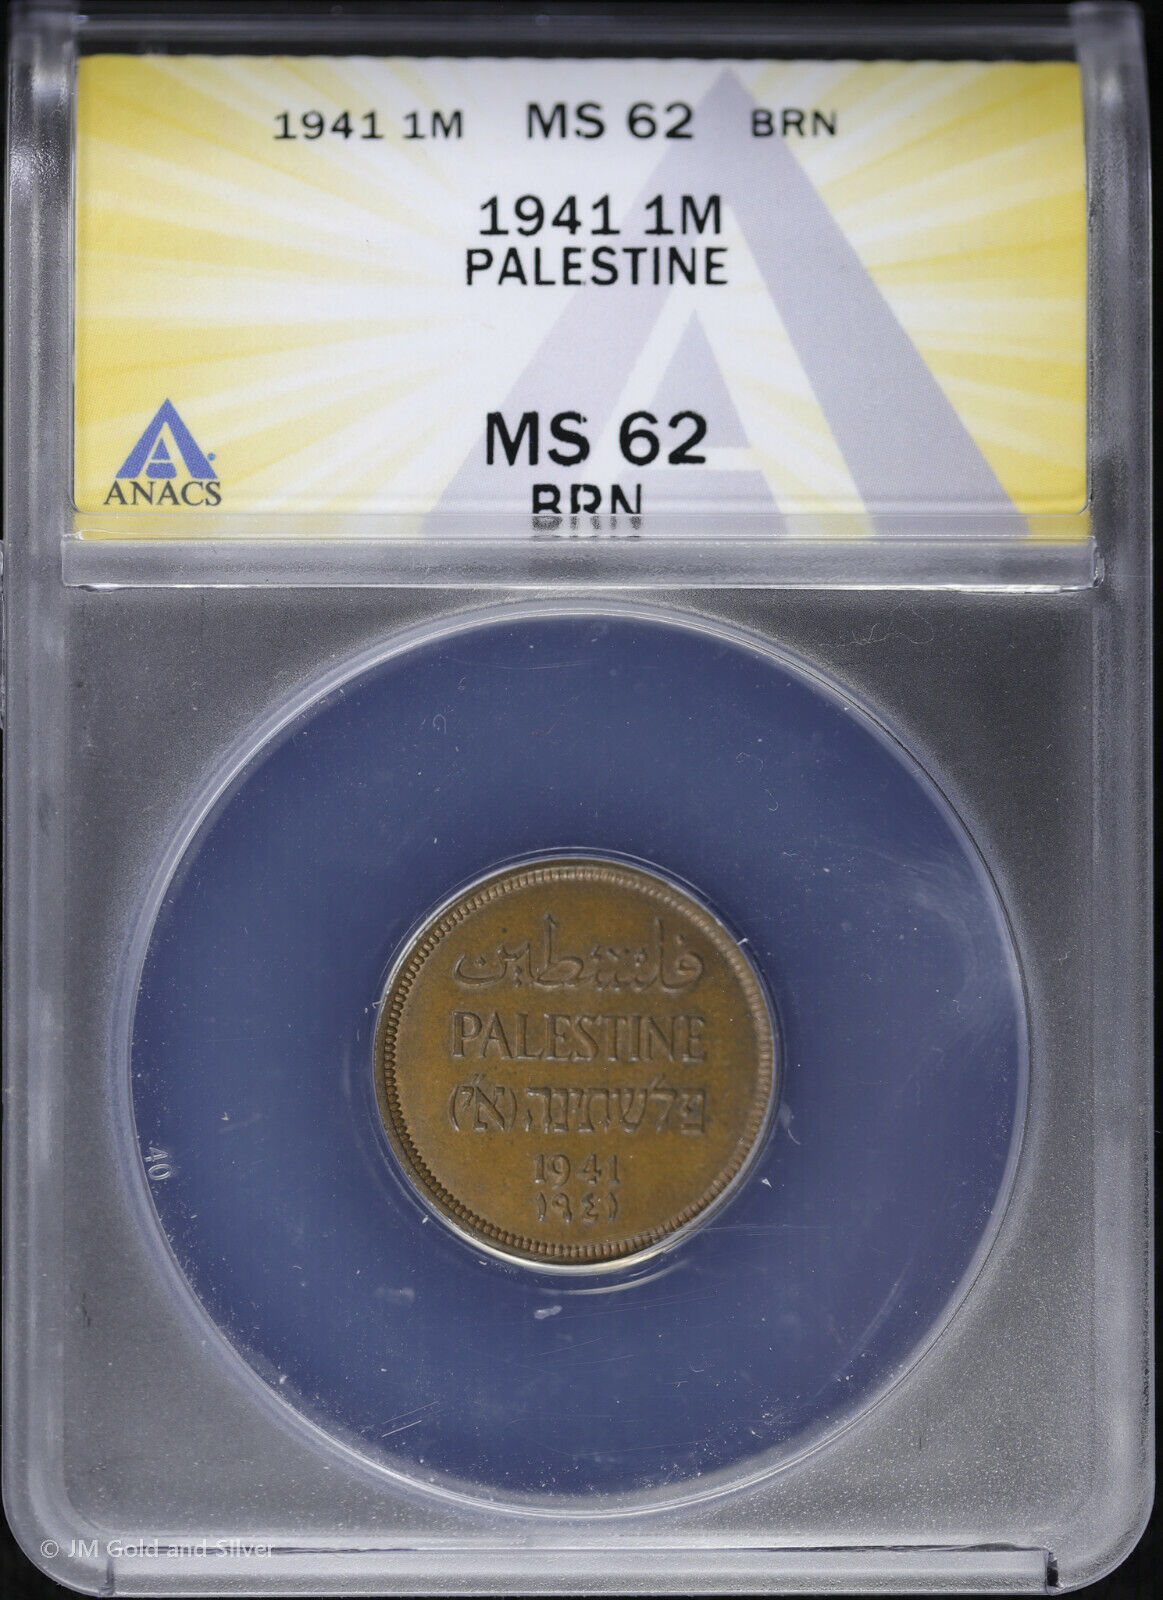 1941 1M MS 62 BRN
1941 1M
PALESTINE
MS 62
BRN
ANACS
فلسطين
PALESTINE
פלשתינה (א״י)
1941
١٩٤١
40
© JM Gold and Silver